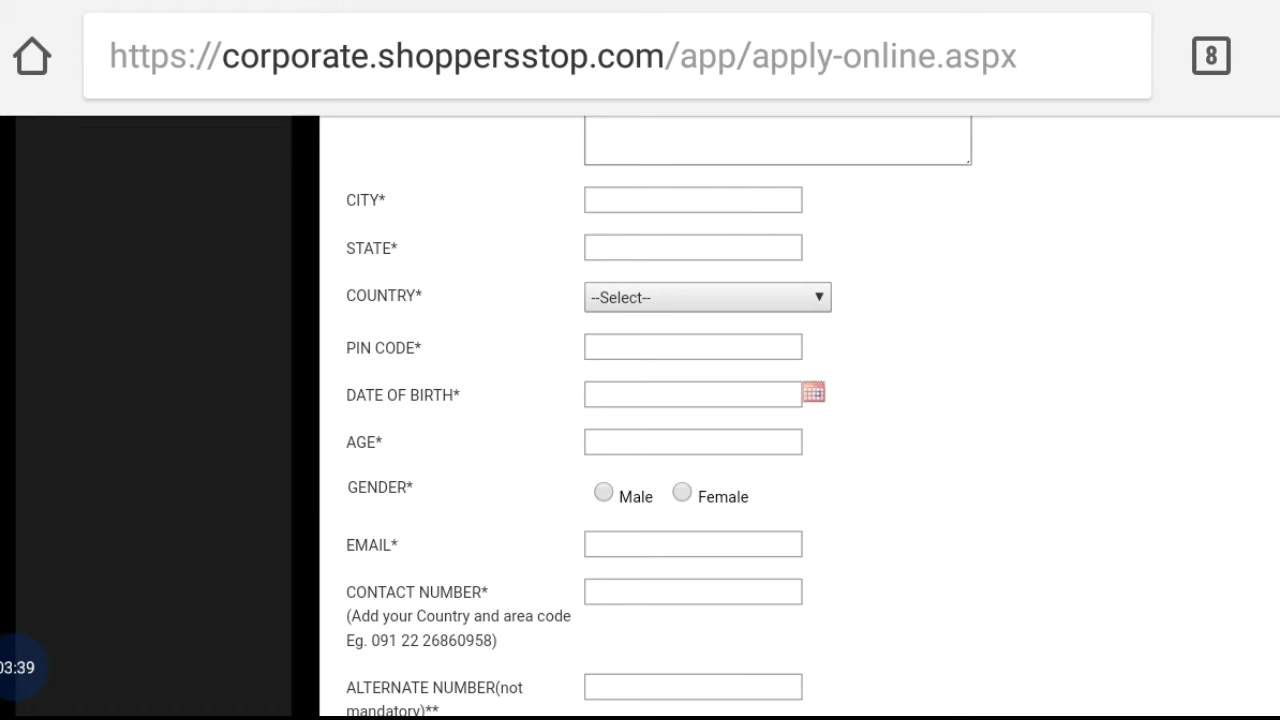 https://corporate.shoppersstop.com/app/apply-online.aspx
8
CITY*
STATE*
COUNTRY*
--Select--
PIN CODE*
DATE OF BIRTH*
AGE*
GENDER*
Male Female
EMAIL*
CONTACT NUMBER*
(Add your Country and area code
Eg. 091 22 26860958)
03:39
ALTERNATE NUMBER(not
mandatory)**